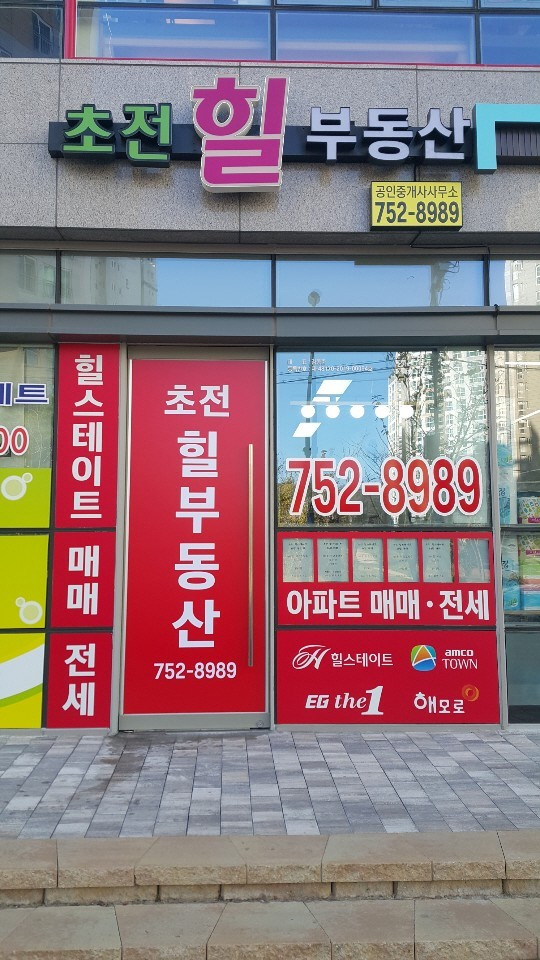 초전 힐 부동산
공인중개사사무소
752-8989
힐스테이트
매매
전세
초전
힐부동산
752-8989
752-8989
아파트 매매·전세
힐스테이트
amco
TOWN
EG the 1
해모로